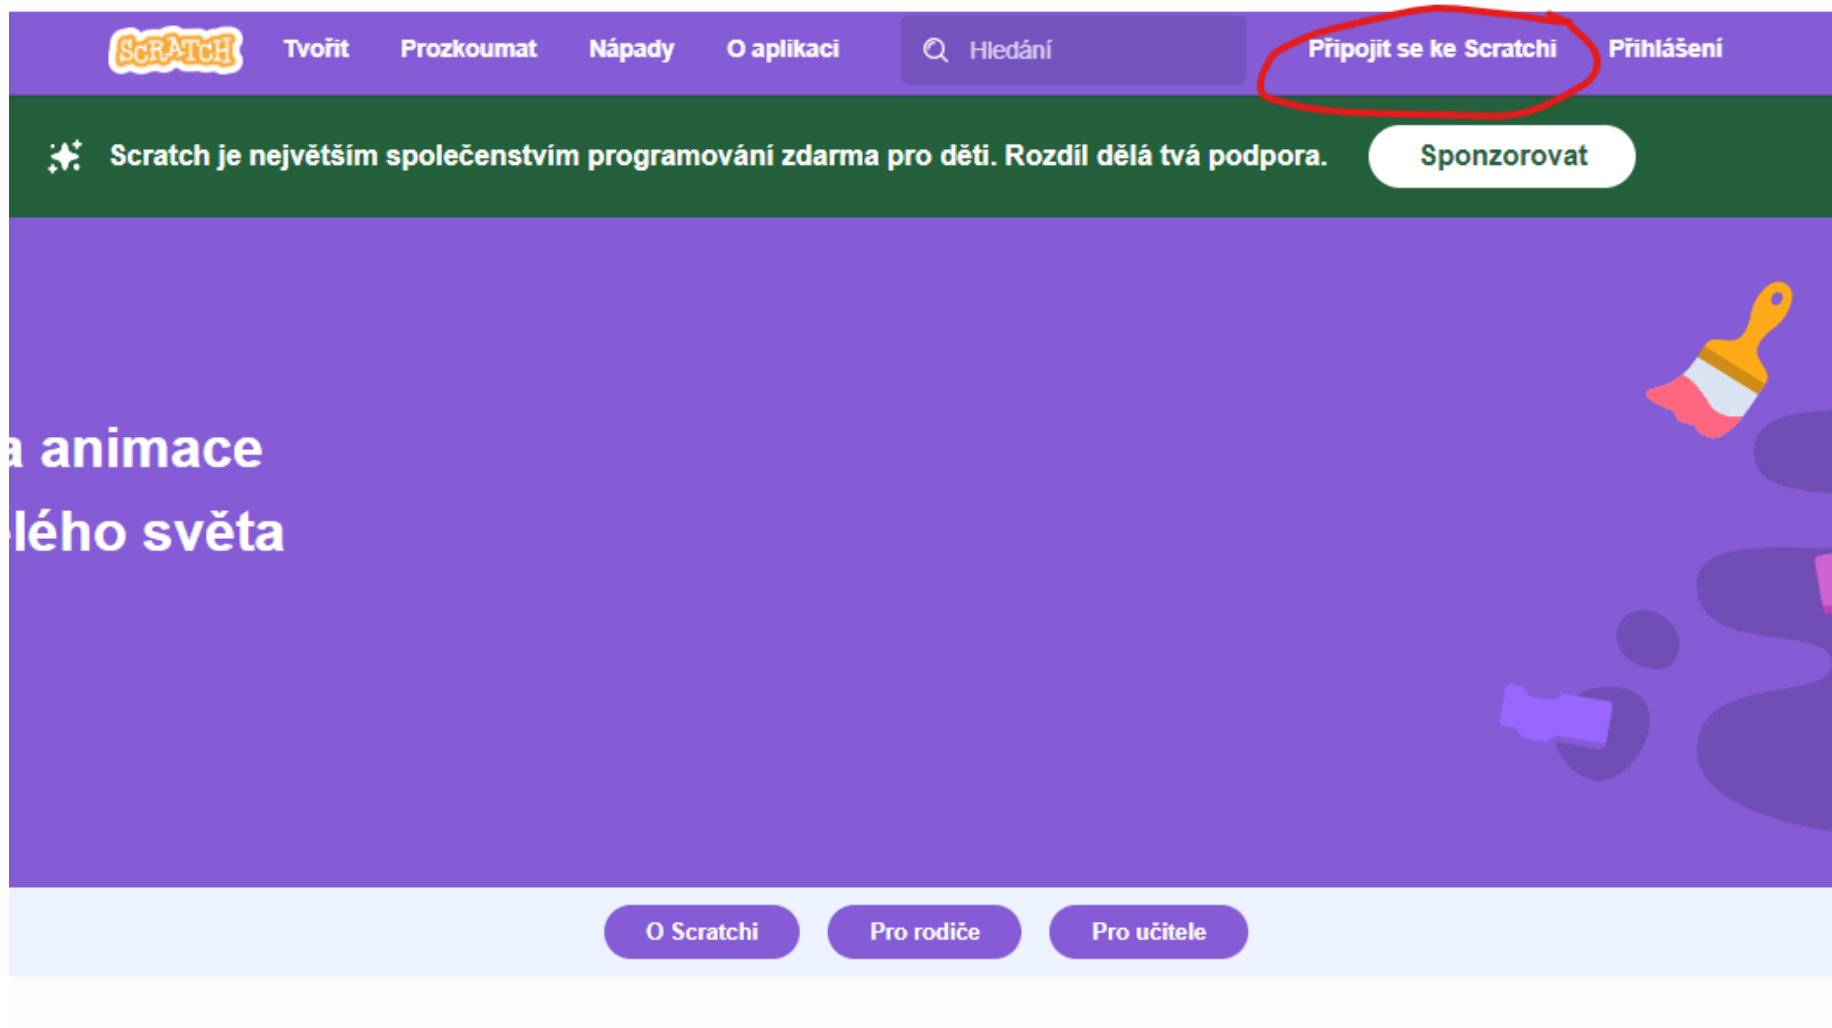 SCRATCH Tvořit Prozkoumat Nápady O aplikaci Hledání Připojit se ke Scratchi Přihlášení
Scratch je největším společenstvím programování zdarma pro děti. Rozdíl dělá tvá podpora. Sponzorovat
a animace
lého světa
O Scratchi Pro rodiče Pro učitele